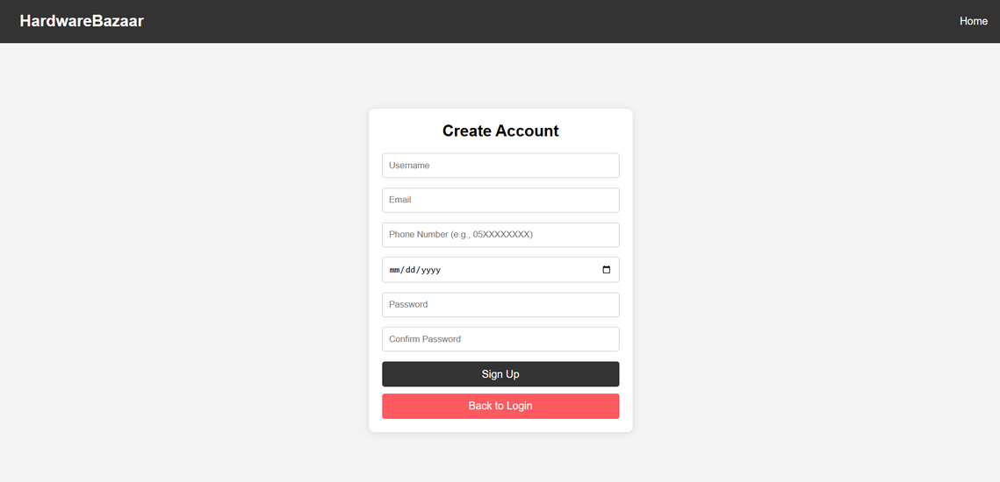 HardwareBazaar
Home
Create Account
Username
Email
Phone Number (e.g., 05XXXXXXXX)
mm/dd/yyyy
Password
Confirm Password
Sign Up
Back to Login